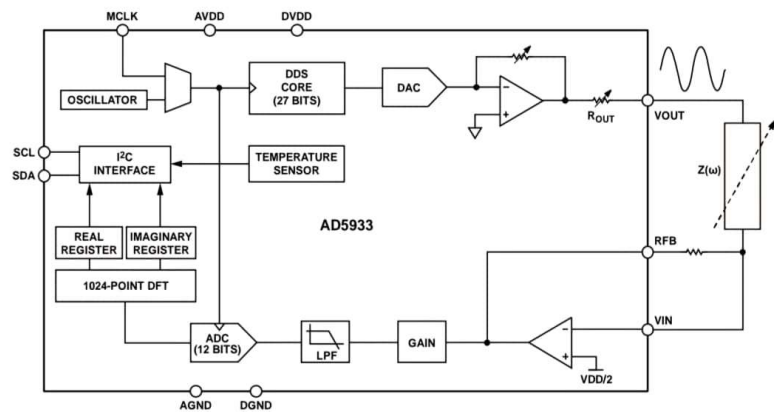 MCLK
AVDD
DVDD
OSCILLATOR
DDS
CORE
(27 BITS)
DAC
ROUT
VOUT
SCL
SDA
I2C
INTERFACE
TEMPERATURE
SENSOR
Z(ω)
REAL
REGISTER
IMAGINARY
REGISTER
AD5933
RFB
1024-POINT DFT
ADC
(12 BITS)
LPF
GAIN
VIN
VDD/2
AGND
DGND
−
+
−
+